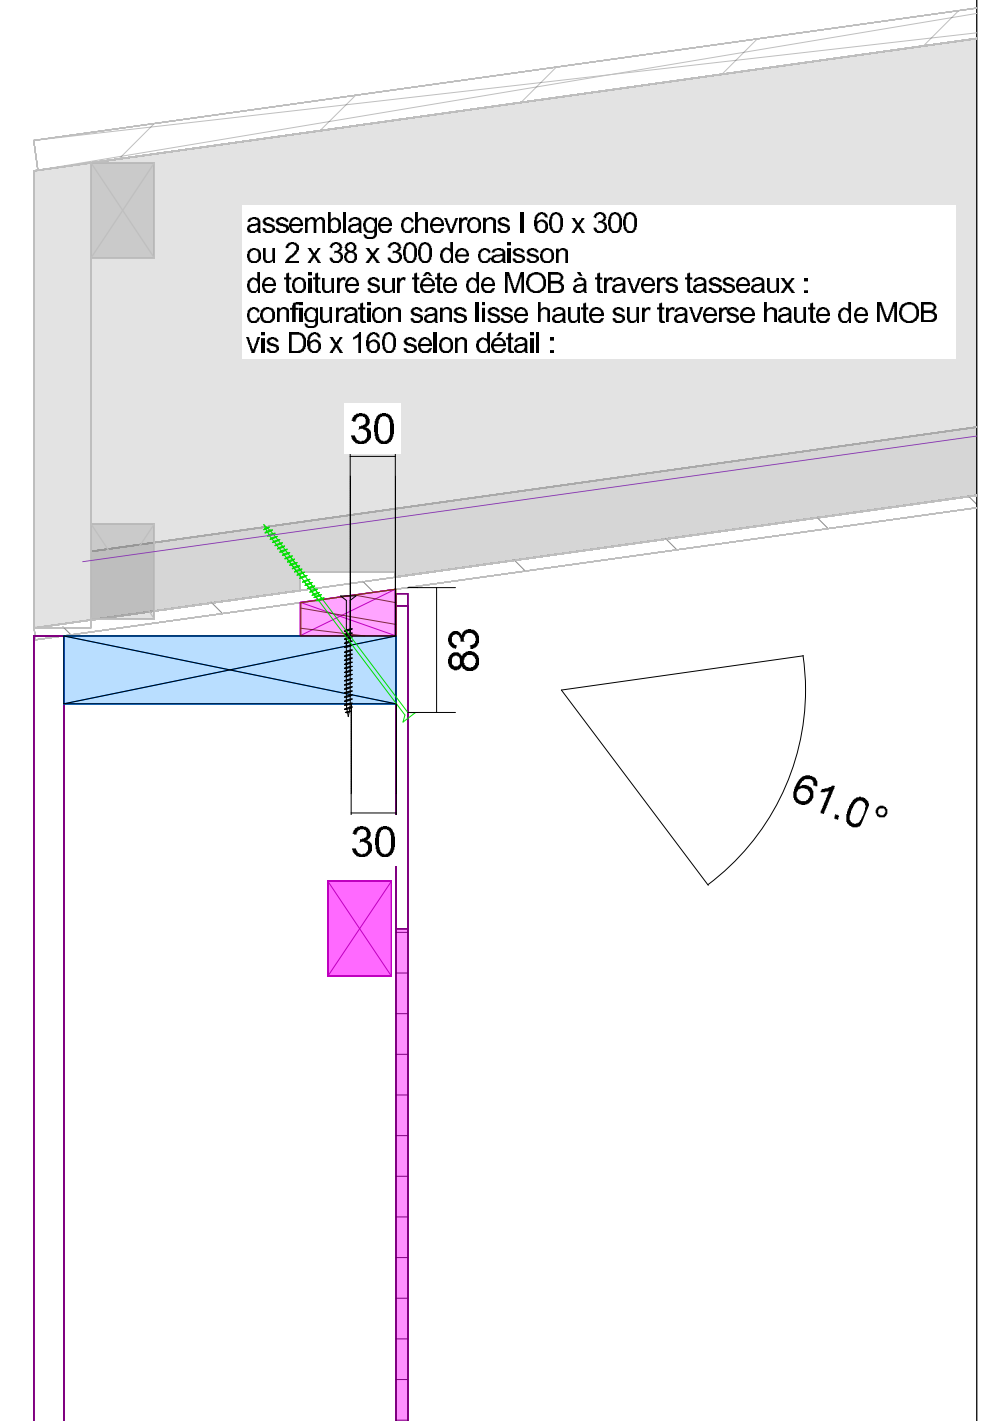 assemblage chevrons I 60 x 300
ou 2 x 38 x 300 de caisson
de toiture sur tête de MOB à travers tasseaux :
configuration sans lisse haute sur traverse haute de MOB
vis D6 x 160 selon détail :
30
83
61.0°
30